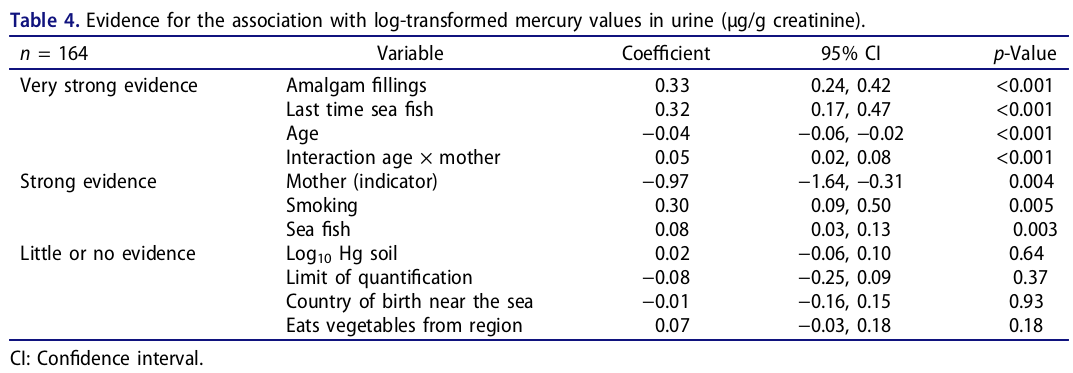 Table 4. Evidence for the association with log-transformed mercury values in urine (µg/g creatinine).
n = 164 Variable Coefficient 95% CI p-Value
Very strong evidence Amalgam fillings 0.33 0.24, 0.42 <0.001
Last time sea fish 0.32 0.17, 0.47 <0.001
Age −0.04 −0.06, −0.02 <0.001
Interaction age × mother 0.05 0.02, 0.08 <0.001
Strong evidence Mother (indicator) −0.97 −1.64, −0.31 0.004
Smoking 0.30 0.09, 0.50 0.005
Sea fish 0.08 0.03, 0.13 0.003
Little or no evidence Log₁₀ Hg soil 0.02 −0.06, 0.10 0.64
Limit of quantification −0.08 −0.25, 0.09 0.37
Country of birth near the sea −0.01 −0.16, 0.15 0.93
Eats vegetables from region 0.07 −0.03, 0.18 0.18
CI: Confidence interval.